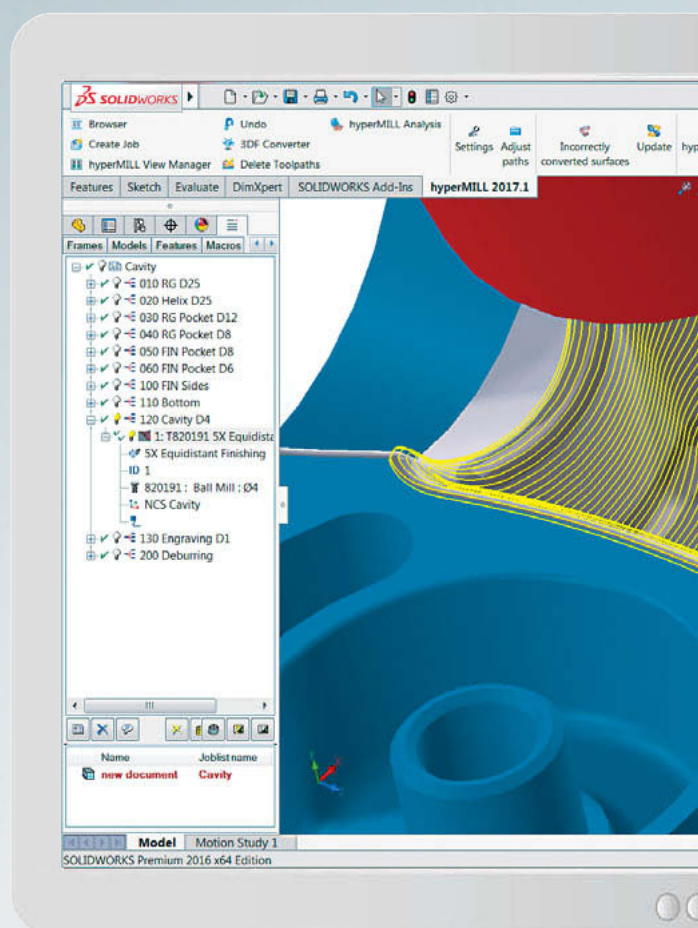 SOLIDWORKS
Browser
Undo
hyperMILL Analysis
Create Job
3DF Converter
hyperMILL View Manager
Delete Toolpaths
Settings
Adjust
paths
Incorrectly
converted surfaces
Update
Features
Sketch
Evaluate
DimXpert
SOLIDWORKS Add-Ins
hyperMILL 2017.1
Frames
Models
Features
Macros
Cavity
010 RG D25
020 Helix D25
030 RG Pocket D12
040 RG Pocket D8
050 FIN Pocket D8
060 FIN Pocket D6
100 FIN Sides
110 Bottom
120 Cavity D4
1: T820191 5X Equidista
5X Equidistant Finishing
ID 1
820191 : Ball Mill ; Ø4
NCS Cavity
130 Engraving D1
200 Deburring
Name
Joblist name
new document
Cavity
Model
Motion Study 1
SOLIDWORKS Premium 2016 x64 Edition